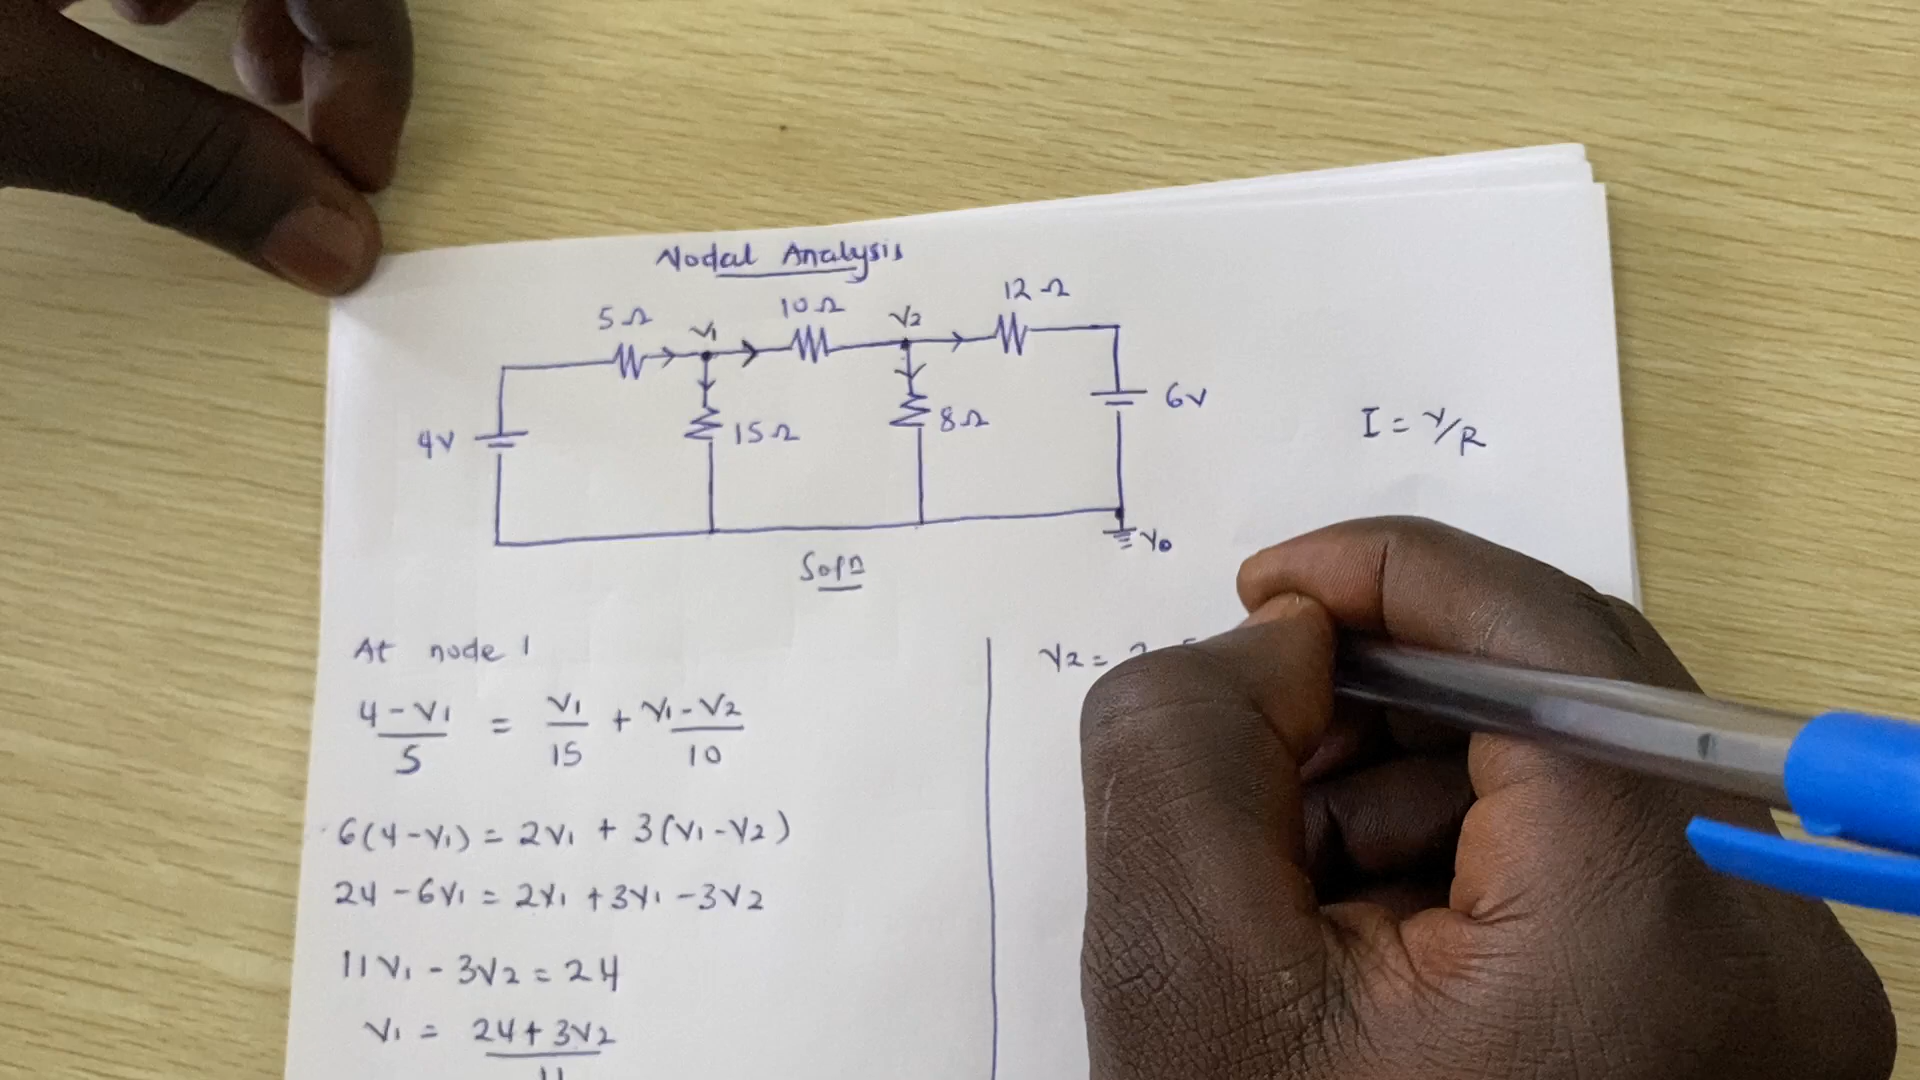 Nodal Analysis
5Ω
V1
10Ω
V2
12Ω
4V
15Ω
8Ω
6V
I = V/R
V0
Soln
At node 1
4 - V1 / 5 = V1 / 15 + V1 - V2 / 10
6(4 - V1) = 2V1 + 3(V1 - V2)
24 - 6V1 = 2V1 + 3V1 - 3V2
11V1 - 3V2 = 24
V1 = 24 + 3V2 / 11
V2 =